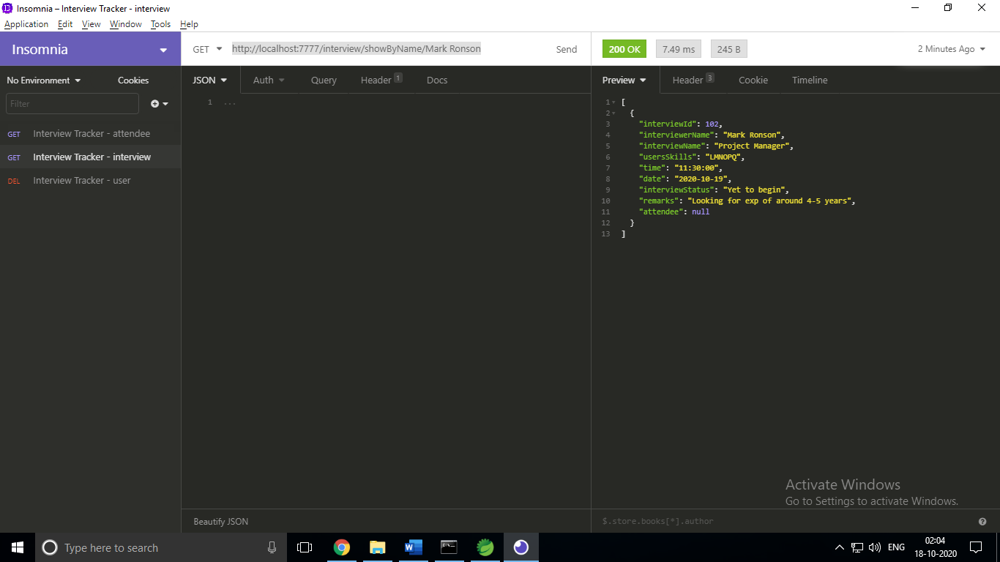 Insomnia – Interview Tracker - interview
Application Edit View Window Tools Help
Insomnia
GET http://localhost:7777/interview/showByName/Mark Ronson Send
200 OK 7.49 ms 245 B 2 Minutes Ago
No Environment Cookies
JSON Auth Query Header 1 Docs
Preview Header 3 Cookie Timeline
Filter
GET Interview Tracker - attendee
GET Interview Tracker - interview
DEL Interview Tracker - user
1 ...
1 [
2 {
3 "interviewId": 102,
4 "interviewerName": "Mark Ronson",
5 "interviewName": "Project Manager",
6 "usersSkills": "LMNOPQ",
7 "time": "11:30:00",
8 "date": "2020-10-19",
9 "interviewStatus": "Yet to begin",
10 "remarks": "Looking for exp of around 4-5 years",
11 "attendee": null
12 }
13 ]
Activate Windows
Go to Settings to activate Windows.
Beautify JSON
$.store.books[*].author
Type here to search
ENG
02:04
18-10-2020